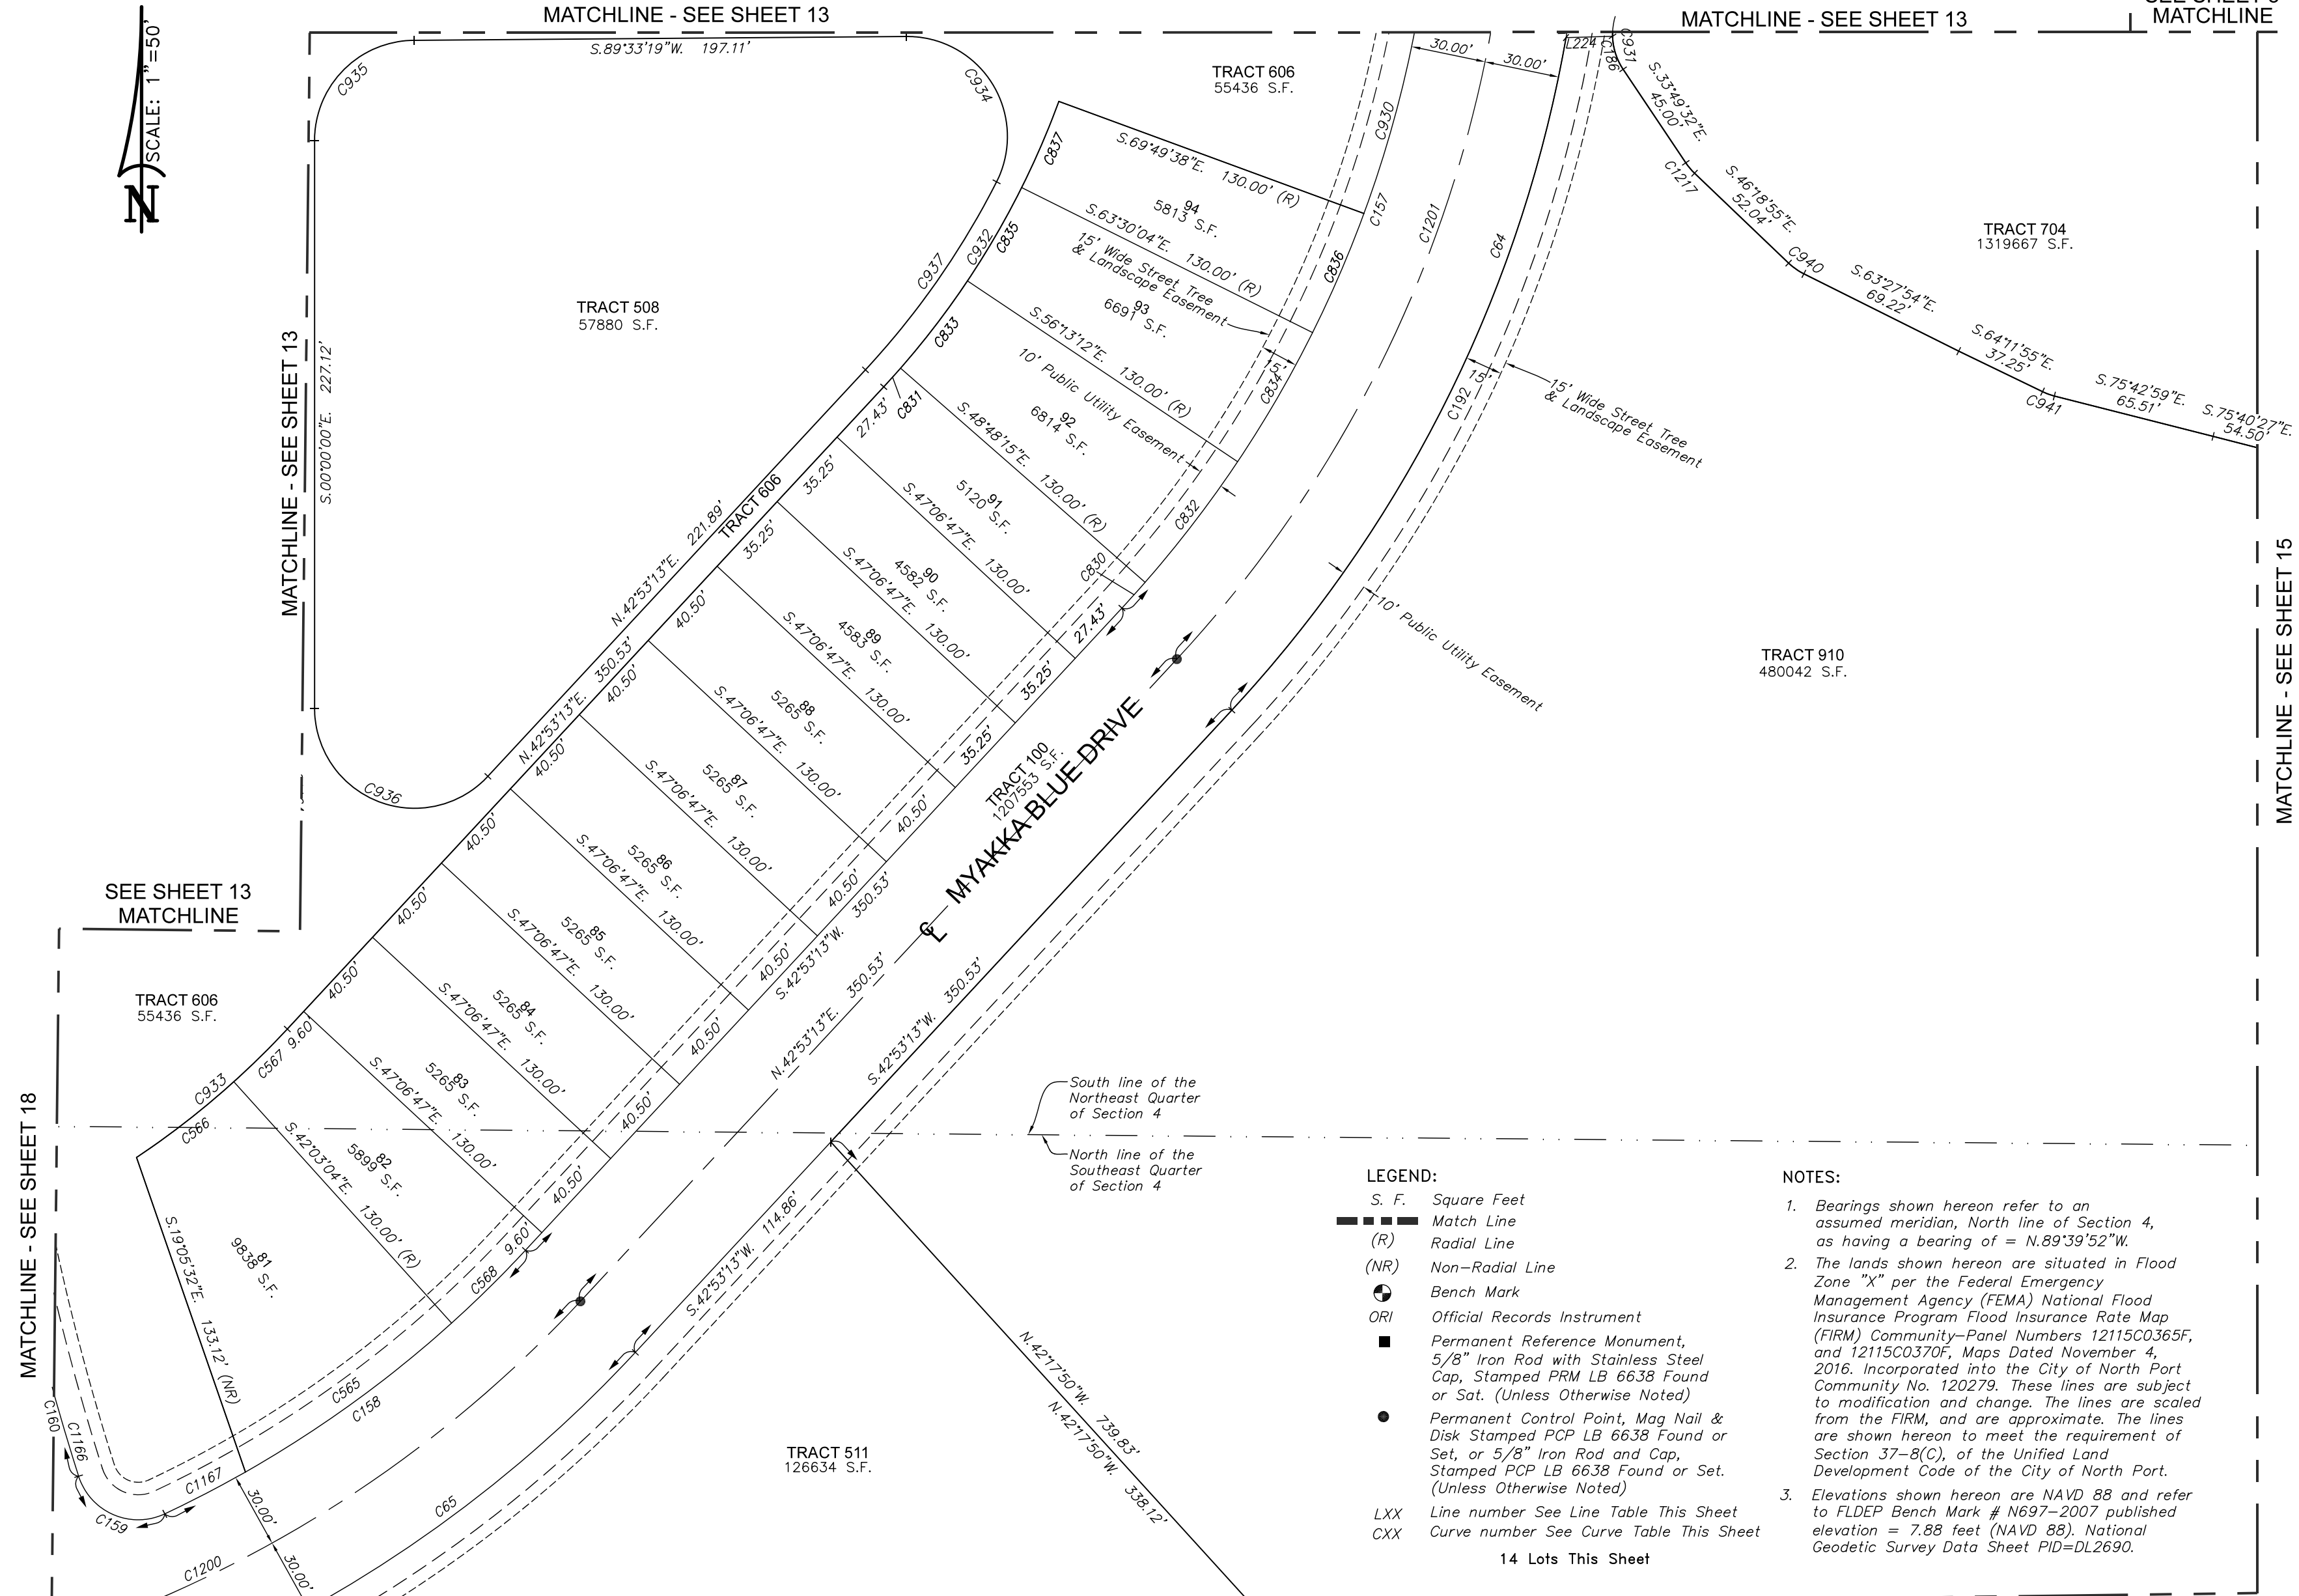 MATCHLINE - SEE SHEET 13
MATCHLINE - SEE SHEET 13
MATCHLINE
SCALE: 1"=50'
N
S.89°33'19"W. 197.11'
C935
C934
TRACT 606
55436 S.F.
30.00'
30.00'
L224
C186
C931
S.33°49'32"E.
45.00'
C1217
S.46°18'55"E.
52.04'
C940
S.63°27'54"E.
69.22'
S.64°11'55"E.
37.25'
C941
S.75°42'59"E.
65.51'
S.75°40'27"E.
54.50'
TRACT 704
1319667 S.F.
C837
S.69°49'38"E. 130.00' (R)
C930
C157
C1201
C64
94
5813 S.F.
S.63°30'04"E. 130.00' (R)
15' Wide Street Tree
& Landscape Easement
C937
C932
C835
C836
93
6691 S.F.
S.56°13'12"E. 130.00' (R)
10' Public Utility Easement
C833
15'
C834
92
6814 S.F.
C831
27.43'
S.48°48'15"E. 130.00' (R)
15'
C192
15' Wide Street Tree
& Landscape Easement
TRACT 508
57880 S.F.
MATCHLINE - SEE SHEET 13
S.00°00'00"E. 227.12'
C832
C830
35.25'
91
5120 S.F.
S.47°06'47"E. 130.00'
27.43'
TRACT 606
N.42°53'13"E. 221.89'
35.25'
90
4582 S.F.
S.47°06'47"E. 130.00'
35.25'
40.50'
89
4583 S.F.
S.47°06'47"E. 130.00'
35.25'
N.42°53'13"E. 350.53'
40.50'
88
5265 S.F.
S.47°06'47"E. 130.00'
40.50'
40.50'
87
5265 S.F.
S.47°06'47"E. 130.00'
40.50'
S.42°53'13"W. 350.53'
C936
40.50'
86
5265 S.F.
S.47°06'47"E. 130.00'
40.50'
40.50'
85
5265 S.F.
S.47°06'47"E. 130.00'
40.50'
40.50'
84
5265 S.F.
S.47°06'47"E. 130.00'
40.50'
TRACT 100
1207553 S.F.
MYAKKA BLUE DRIVE
10' Public Utility Easement
TRACT 910
480042 S.F.
MATCHLINE - SEE SHEET 15
SEE SHEET 13
MATCHLINE
TRACT 606
55436 S.F.
MATCHLINE - SEE SHEET 18
N.42°53'13"E. 350.53'
S.42°53'13"W. 350.53'
C567 9.60
C933
C566
83
5265 S.F.
S.47°06'47"E. 130.00'
40.50'
82
5899 S.F.
S.42°03'04"E. 130.00' (R)
9.60'
C568
81
9838 S.F.
S.19°05'32"E. 133.12' (NR)
C565
C158
C160
C1166
C1167
C159
C1200
30.00'
30.00'
C65
S.42°53'13"W. 114.86'
TRACT 511
126634 S.F.
N.42°17'50"W. 739.83'
N.42°17'50"W. 338.12'
South line of the
Northeast Quarter
of Section 4
North line of the
Southeast Quarter
of Section 4
LEGEND:
S. F. Square Feet
Match Line
(R) Radial Line
(NR) Non-Radial Line
Bench Mark
ORI Official Records Instrument
Permanent Reference Monument,
5/8" Iron Rod with Stainless Steel
Cap, Stamped PRM LB 6638 Found
or Sat. (Unless Otherwise Noted)
Permanent Control Point, Mag Nail &
Disk Stamped PCP LB 6638 Found or
Set, or 5/8" Iron Rod and Cap,
Stamped PCP LB 6638 Found or Set.
(Unless Otherwise Noted)
LXX Line number See Line Table This Sheet
CXX Curve number See Curve Table This Sheet
14 Lots This Sheet
NOTES:
1. Bearings shown hereon refer to an
assumed meridian, North line of Section 4,
as having a bearing of = N.89°39'52"W.
2. The lands shown hereon are situated in Flood
Zone "X" per the Federal Emergency
Management Agency (FEMA) National Flood
Insurance Program Flood Insurance Rate Map
(FIRM) Community-Panel Numbers 12115C0365F,
and 12115C0370F, Maps Dated November 4,
2016. Incorporated into the City of North Port
Community No. 120279. These lines are subject
to modification and change. The lines are scaled
from the FIRM, and are approximate. The lines
are shown hereon to meet the requirement of
Section 37-8(C), of the Unified Land
Development Code of the City of North Port.
3. Elevations shown hereon are NAVD 88 and refer
to FLDEP Bench Mark # N697-2007 published
elevation = 7.88 feet (NAVD 88). National
Geodetic Survey Data Sheet PID=DL2690.